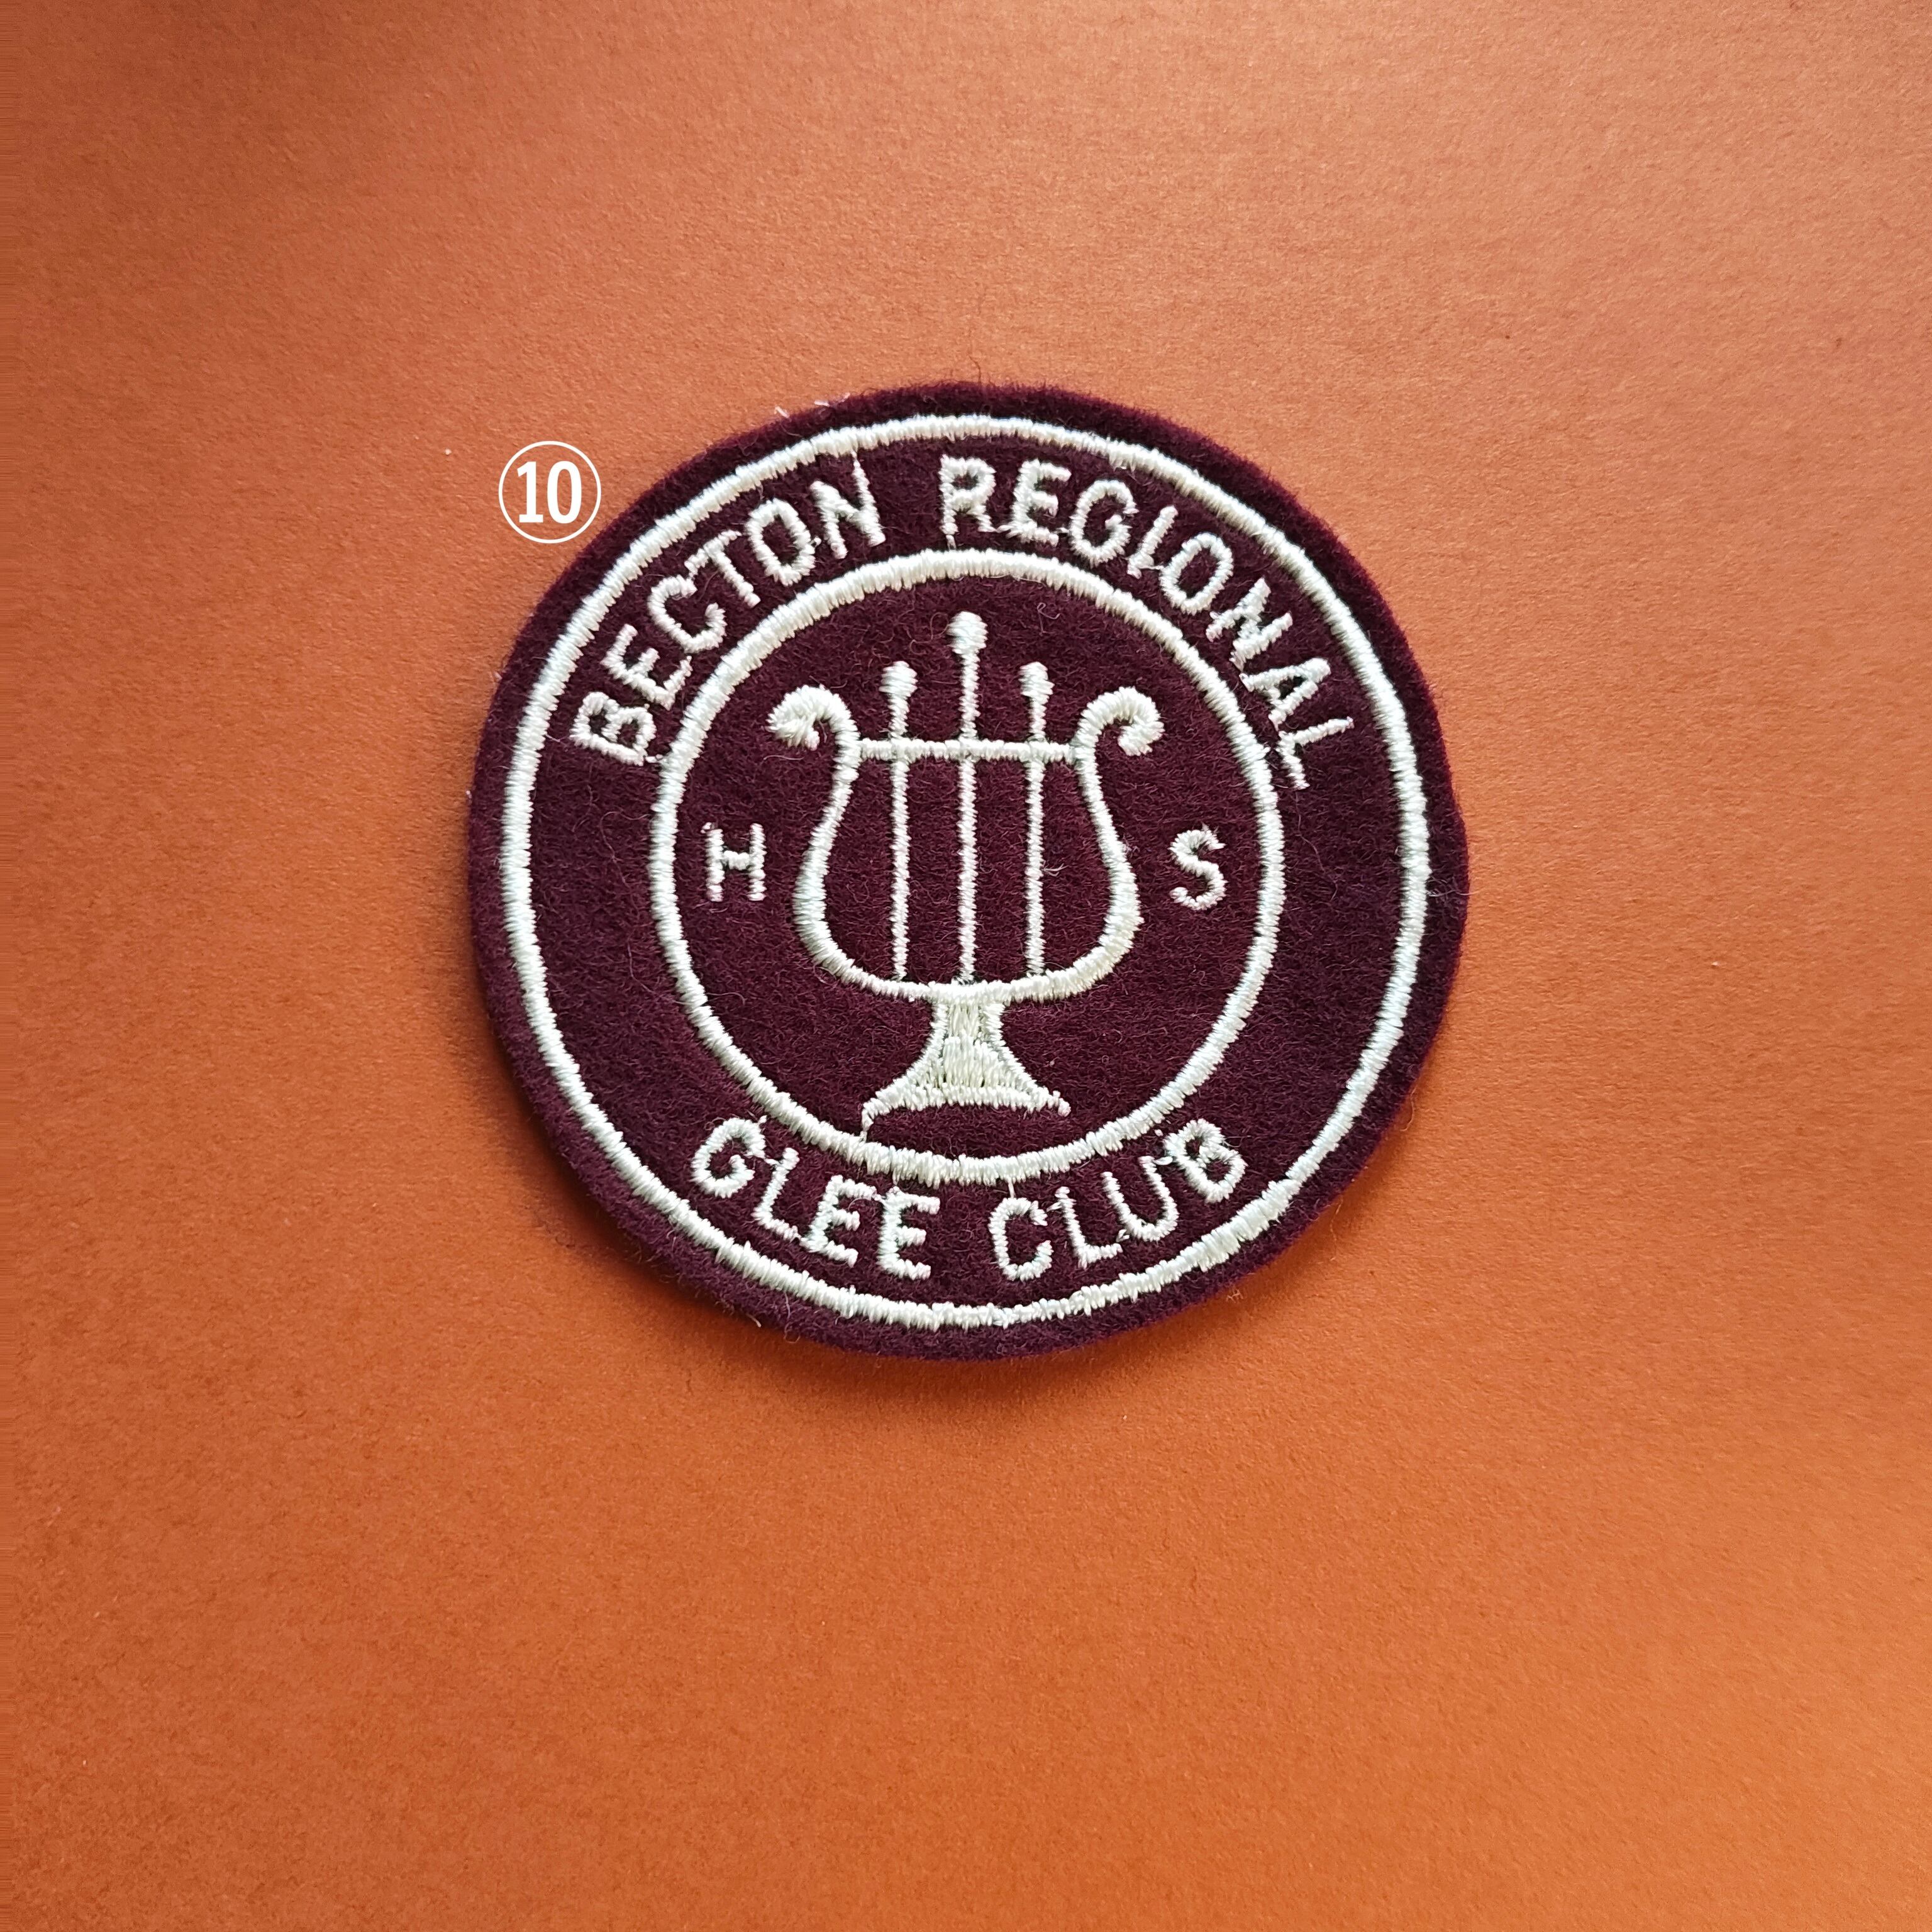 ⑩
BECTON REGIONAL
H S
GLEE CLUB